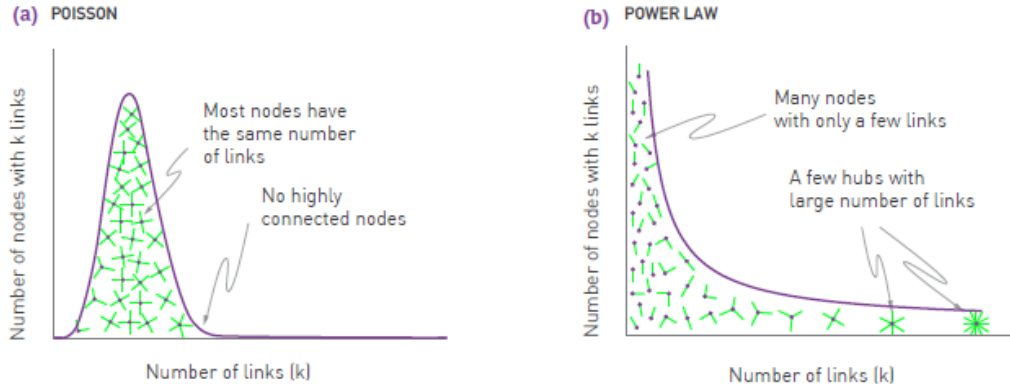 (a) POISSON
Number of nodes with k links
Most nodes have
the same number
of links
No highly
connected nodes
Number of links (k)
(b) POWER LAW
Number of nodes with k links
Many nodes
with only a few links
A few hubs with
large number of links
Number of links (k)